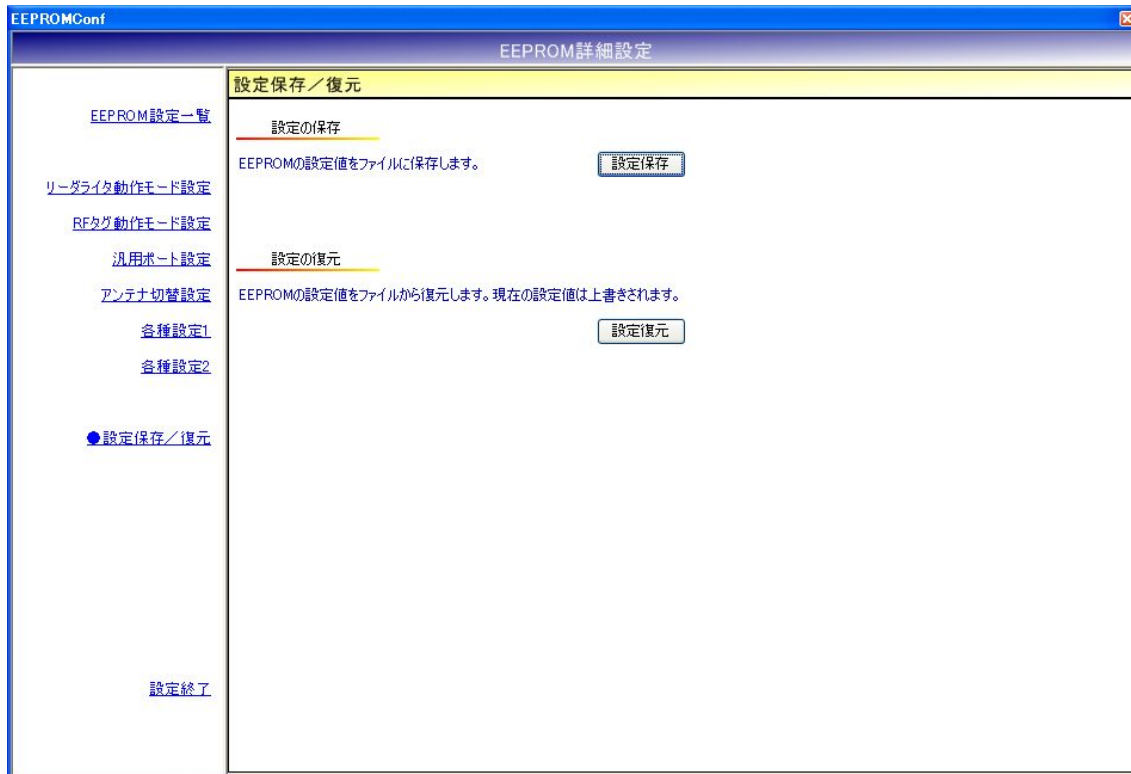 EEPROMConf
EEPROM詳細設定
設定保存／復元
EEPROM設定一覧
リーダライタ動作モード設定
RFタグ動作モード設定
汎用ポート設定
アンテナ切替設定
各種設定1
各種設定2
●設定保存／復元
設定終了
設定の保存
EEPROMの設定値をファイルに保存します。
設定保存
設定の復元
EEPROMの設定値をファイルから復元します。現在の設定値は上書きされます。
設定復元